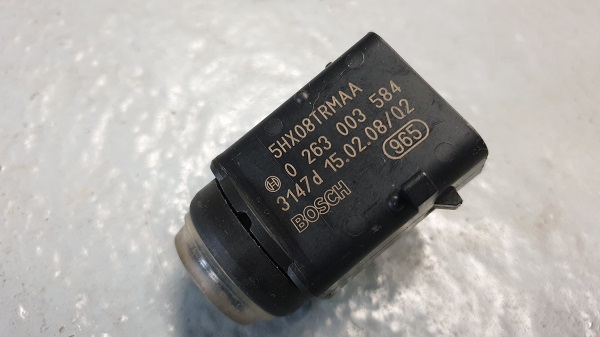 5HX08TRMAA
0 263 003 584
3147d 15.02.08/02
BOSCH
965